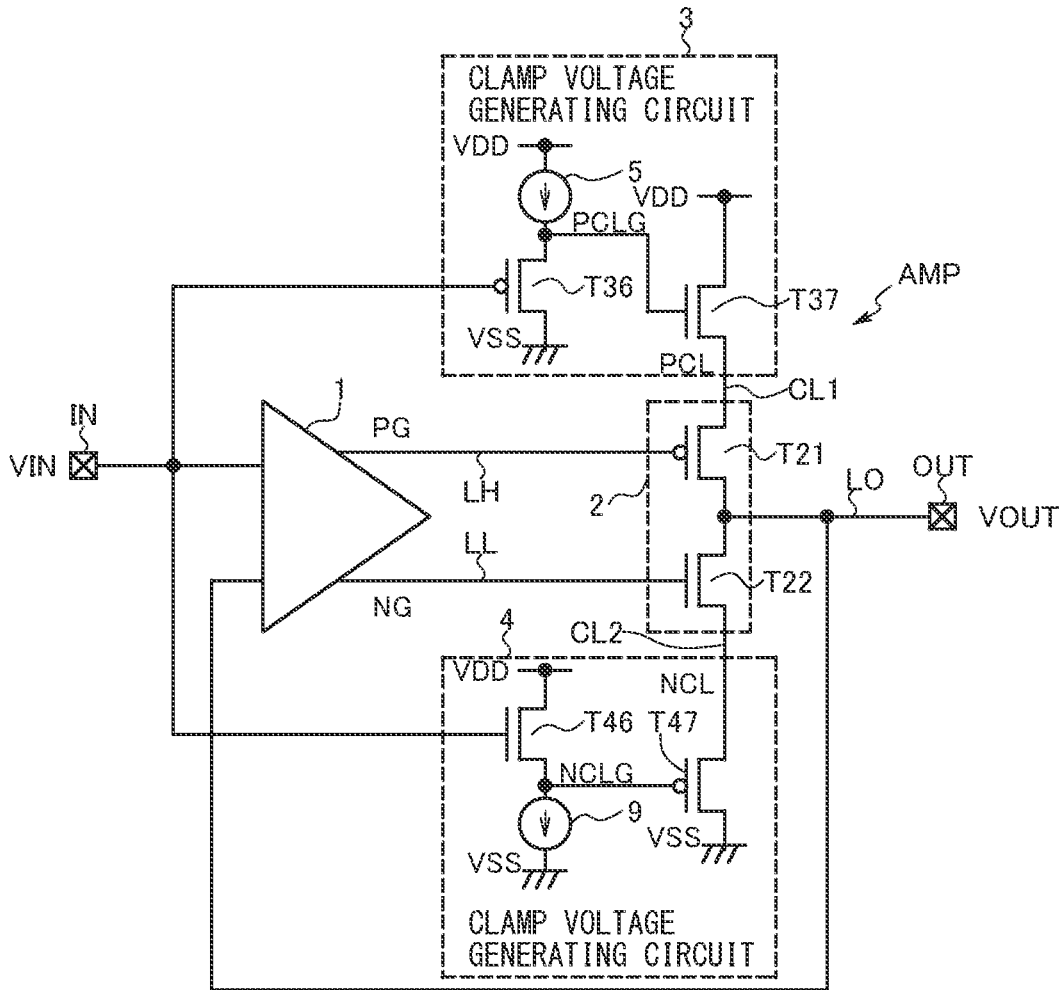 3
CLAMP VOLTAGE
GENERATING CIRCUIT
VDD
5
VDD
PCLG
T36
T37
AMP
VSS
PCL
CL1
IN
1
PG
VIN
LH
T21
2
LO
OUT
VOUT
LL
NG
T22
4
CL2
VDD
NCL
T46
T47
NCLG
9
VSS
VSS
CLAMP VOLTAGE
GENERATING CIRCUIT